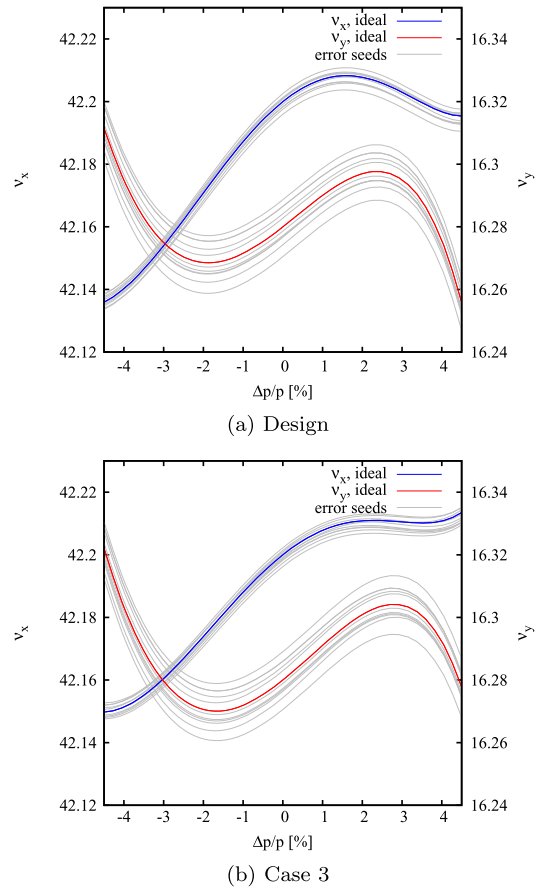 42.22
42.2
42.18
42.16
42.14
42.12
νx
16.34
16.32
16.3
16.28
16.26
16.24
νy
νx, ideal
νy, ideal
error seeds
-4 -3 -2 -1 0 1 2 3 4
Δp/p [%]
(a) Design
42.22
42.2
42.18
42.16
42.14
42.12
νx
16.34
16.32
16.3
16.28
16.26
16.24
νy
νx, ideal
νy, ideal
error seeds
-4 -3 -2 -1 0 1 2 3 4
Δp/p [%]
(b) Case 3